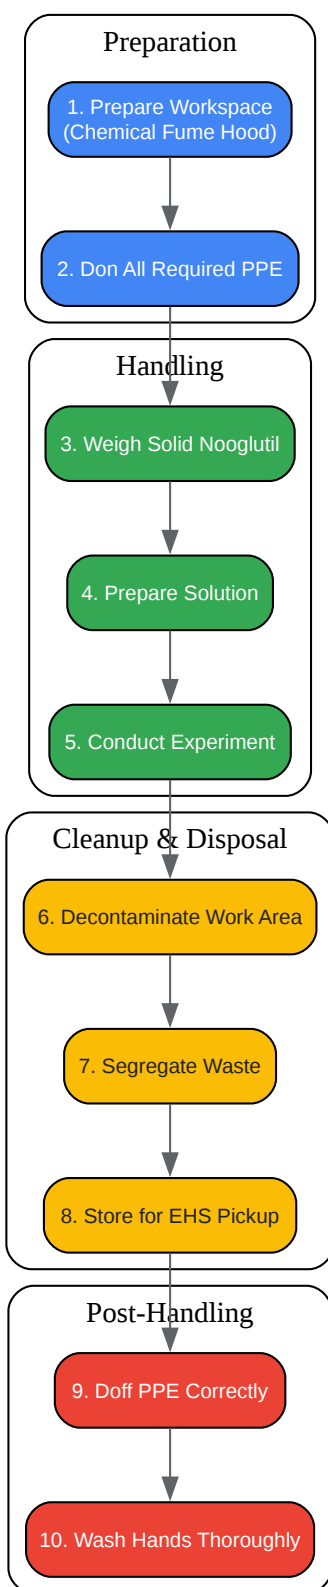 Preparation
1. Prepare Workspace
(Chemical Fume Hood)
2. Don All Required PPE
Handling
3. Weigh Solid Nooglutil
4. Prepare Solution
5. Conduct Experiment
Cleanup & Disposal
6. Decontaminate Work Area
7. Segregate Waste
8. Store for EHS Pickup
Post-Handling
9. Doff PPE Correctly
10. Wash Hands Thoroughly